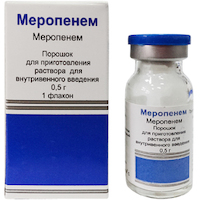 Меропенем
Меропенем
Порошок
для приготовления
раствора для
внутривенного введения
0,5 г
1 флакон
Меропенем
Меропенем
Порошок
для приготовления
раствора для
внутривенного введения
0,5 г